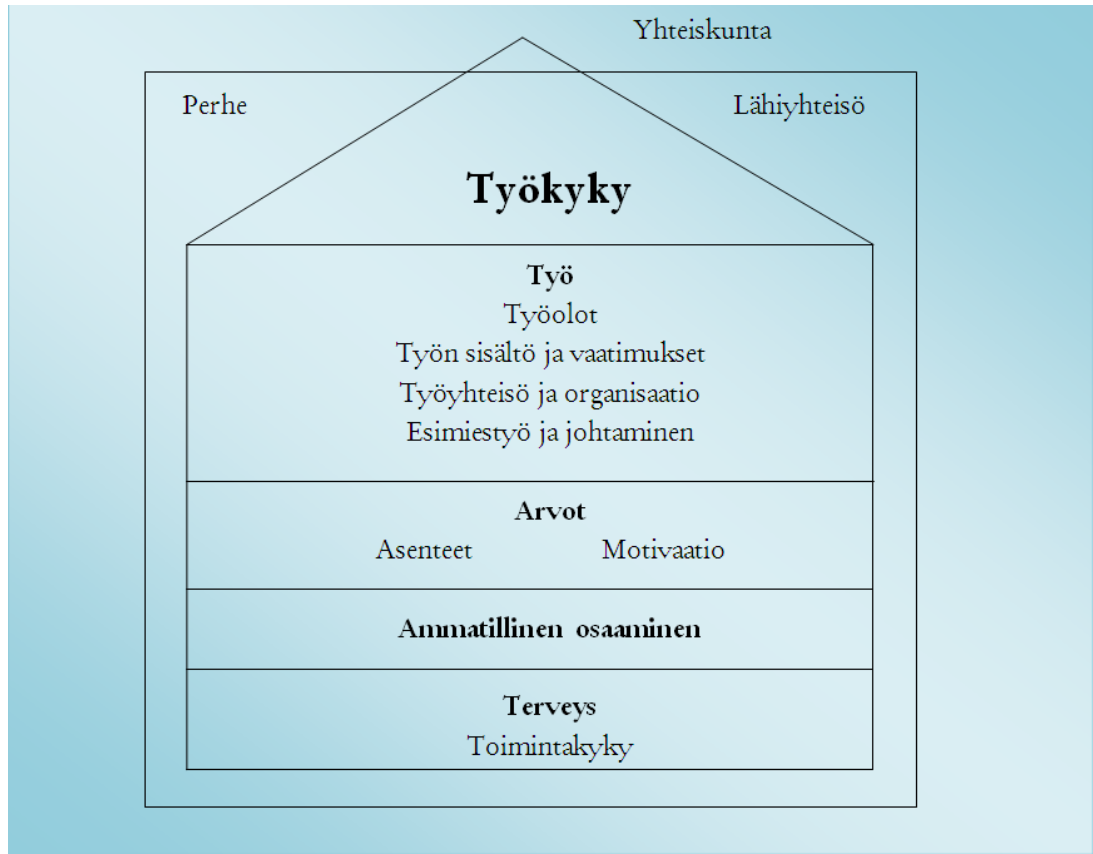 Yhteiskunta
Perhe
Lähiyhteisö
Työkyky
Työ
Työolot
Työn sisältö ja vaatimukset
Työyhteisö ja organisaatio
Esimiestyö ja johtaminen
Arvot
Asenteet Motivaatio
Ammatillinen osaaminen
Terveys
Toimintakyky